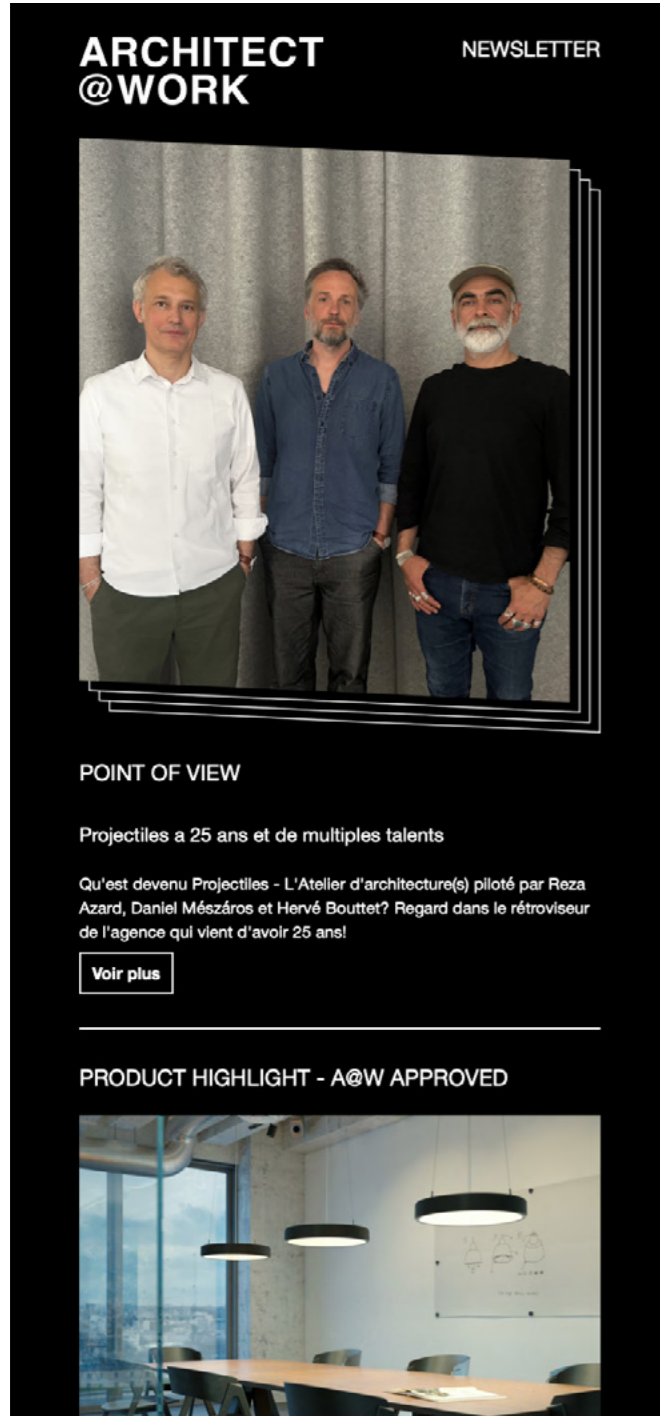 ARCHITECT
@WORK
NEWSLETTER
POINT OF VIEW
Projectiles a 25 ans et de multiples talents
Qu'est devenu Projectiles - L'Atelier d'architecture(s) piloté par Reza
Azard, Daniel Mészáros et Hervé Bouttet? Regard dans le rétroviseur
de l'agence qui vient d'avoir 25 ans!
Voir plus
PRODUCT HIGHLIGHT - A@W APPROVED